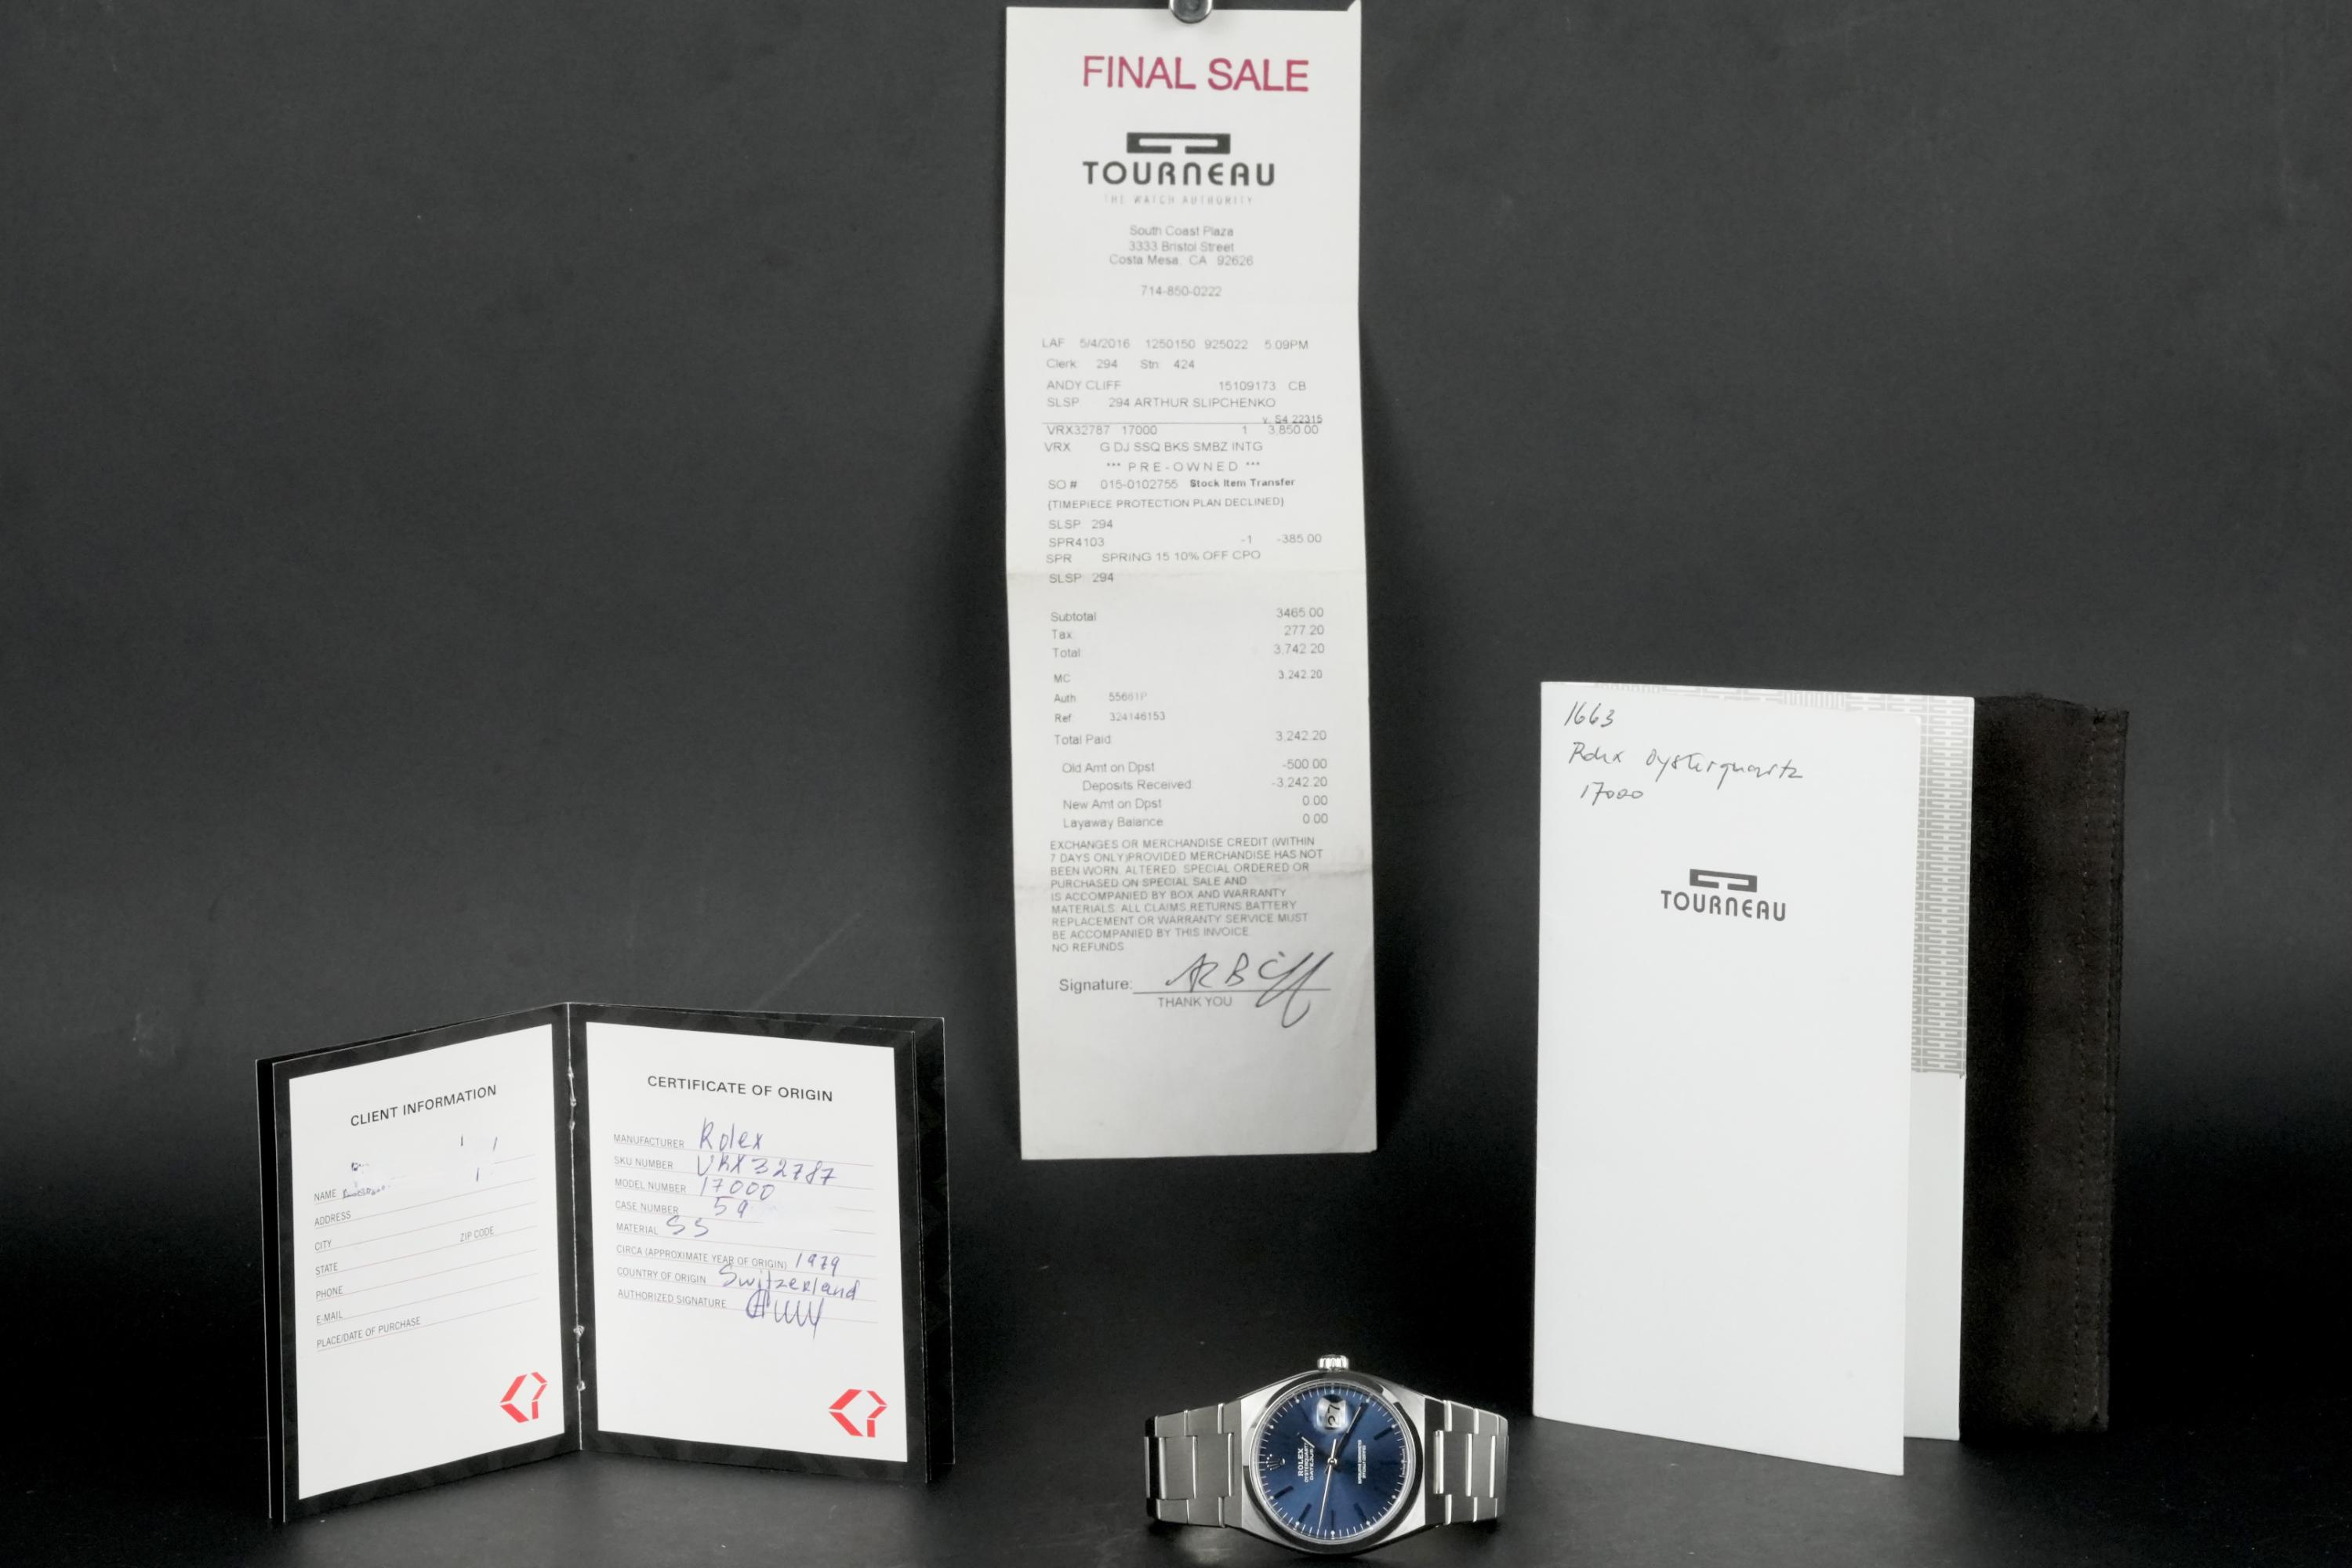 FINAL SALE
TOURNEAU
THE WATCH AUTHORITY
South Coast Plaza
3333 Bristol Street
Costa Mesa, CA 92626
714-850-0222
LAF 5/4/2016 1250150 925022 5:09PM
Clerk 294 Stn 424
ANDY CLIFF 15109173 CB
SLSP 294 ARTHUR SLIPCHENKO
v. S4 22315
VRX32787 17000 1 3,850.00
VRX G DJ SSQ BKS SMBZ INTG
*** PRE-OWNED ***
SO # 015-0102755 Stock Item Transfer
(TIMEPIECE PROTECTION PLAN DECLINED)
SLSP 294
SPR4103 -1 -385.00
SPR SPRING 15 10% OFF CPO
SLSP 294
Subtotal 3465.00
Tax 277.20
Total 3,742.20
MC 3,242.20
Auth 55661P
Ref 324146153
Total Paid 3,242.20
Old Amt on Dpst -500.00
Deposits Received -3,242.20
New Amt on Dpst 0.00
Layaway Balance 0.00
EXCHANGES OR MERCHANDISE CREDIT (WITHIN
7 DAYS ONLY)PROVIDED MERCHANDISE HAS NOT
BEEN WORN, ALTERED, SPECIAL ORDERED OR
PURCHASED ON SPECIAL SALE AND
IS ACCOMPANIED BY BOX AND WARRANTY
MATERIALS. ALL CLAIMS,RETURNS,BATTERY
REPLACEMENT OR WARRANTY SERVICE MUST
BE ACCOMPANIED BY THIS INVOICE.
NO REFUNDS
Signature:
THANK YOU
1663
Rolex Oysterquartz
17000
TOURNEAU
CLIENT INFORMATION
NAME
ADDRESS
CITY ZIP CODE
STATE
PHONE
E-MAIL
PLACE/DATE OF PURCHASE
CERTIFICATE OF ORIGIN
MANUFACTURER Rolex
SKU NUMBER VRX32787
MODEL NUMBER 17000
CASE NUMBER 59
MATERIAL SS
CIRCA (APPROXIMATE YEAR OF ORIGIN) 1979
COUNTRY OF ORIGIN Switzerland
AUTHORIZED SIGNATURE
27
ROLEX
OYSTERQUARTZ
DATEJUST